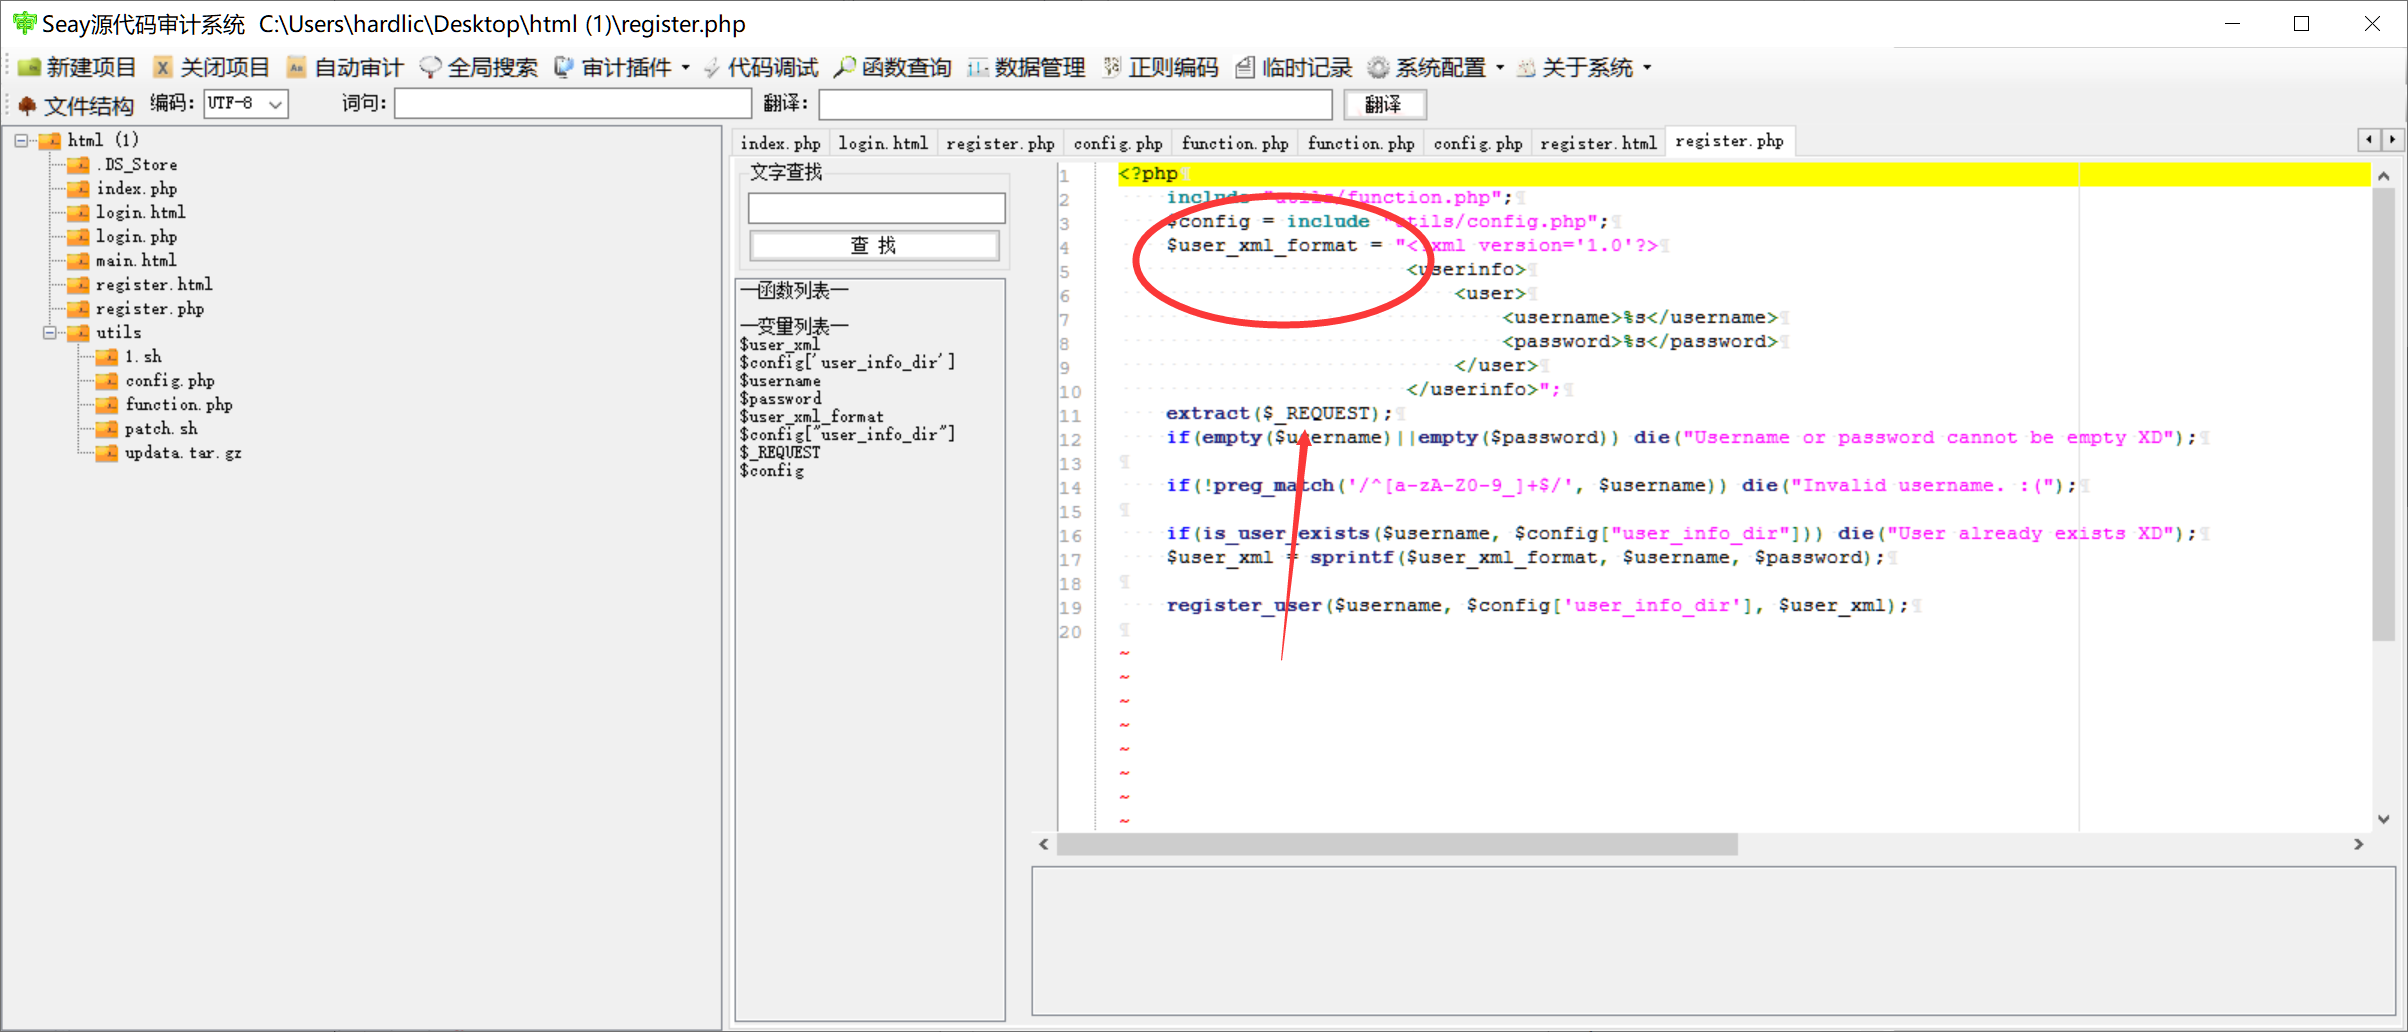 Seay源代码审计系统 C:\Users\hardlic\Desktop\html (1)\register.php
新建项目 关闭项目 自动审计 全局搜索 审计插件 代码调试 函数查询 数据管理 正则编码 临时记录 系统配置 关于系统
文件结构 编码: UTF-8 词句: 翻译: 翻译
html (1)
.DS_Store
index.php
login.html
login.php
main.html
register.html
register.php
utils
1.sh
config.php
function.php
patch.sh
updata.tar.gz
index.php login.html register.php config.php function.php function.php config.php register.html register.php
文字查找
查 找
—函数列表—
—变量列表—
$user_xml
$config['user_info_dir']
$username
$password
$user_xml_format
$config["user_info_dir"]
$_REQUEST
$config
1 <?php
2 include "utils/function.php";
3 $config = include "utils/config.php";
4 $user_xml_format = "<?xml version='1.0'?>
5 <userinfo>
6 <user>
7 <username>%s</username>
8 <password>%s</password>
9 </user>
10 </userinfo>";
11 extract($_REQUEST);
12 if(empty($username)||empty($password)) die("Username or password cannot be empty XD");
13
14 if(!preg_match('/^[a-zA-Z0-9_]+$/', $username)) die("Invalid username. :(");
15
16 if(is_user_exists($username, $config["user_info_dir"])) die("User already exists XD");
17 $user_xml = sprintf($user_xml_format, $username, $password);
18
19 register_user($username, $config['user_info_dir'], $user_xml);
20
~
~
~
~
~
~
~
~